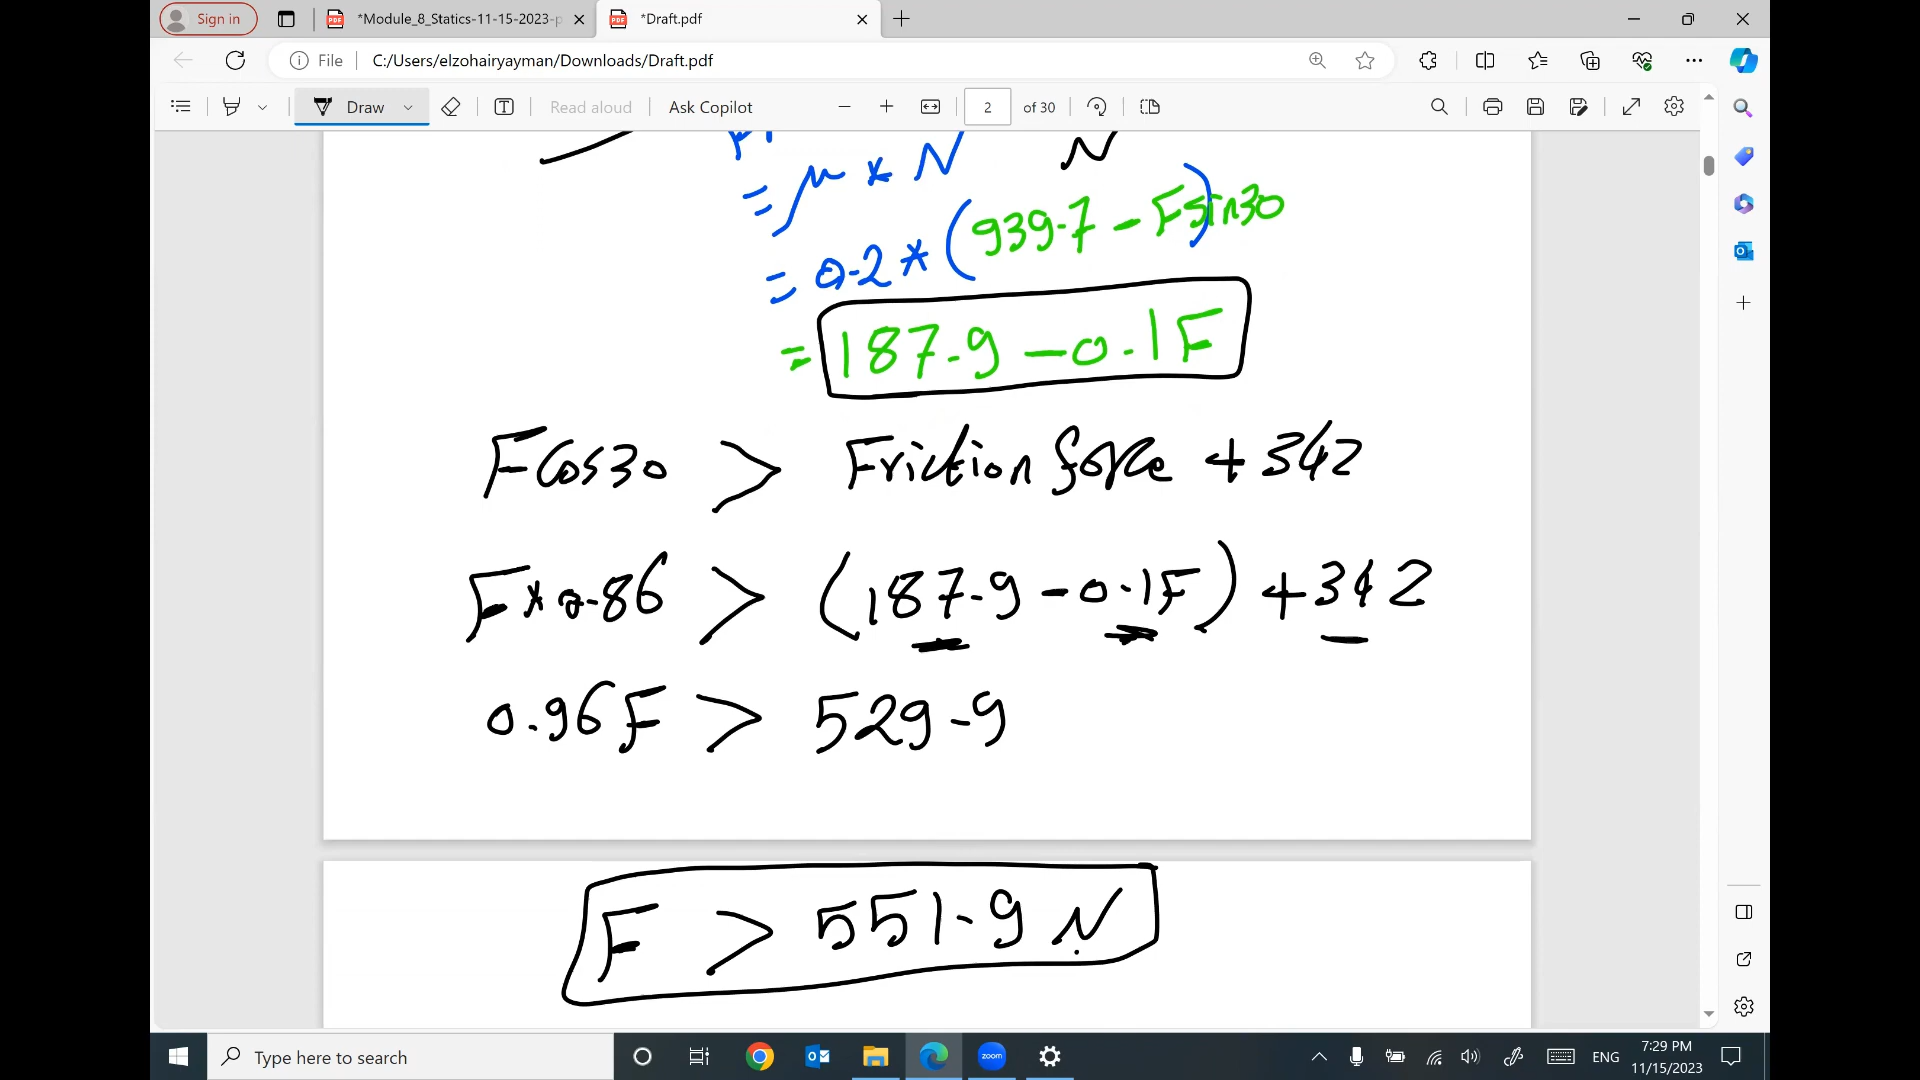 Sign in
*Module_8_Statics-11-15-2023-p
*Draft.pdf
File
C:/Users/elzohairyayman/Downloads/Draft.pdf
Draw
Read aloud
Ask Copilot
2
of 30
N
= μ * N
= 0.2 * (939.7 - Fsin30)
= 187.9 - 0.1F
F Cos30 > Friction force + 342
F * 0.86 > (187.9 - 0.1F) + 342
0.96 F > 529.9
F > 551.9 N
Type here to search
zoom
ENG
7:29 PM
11/15/2023